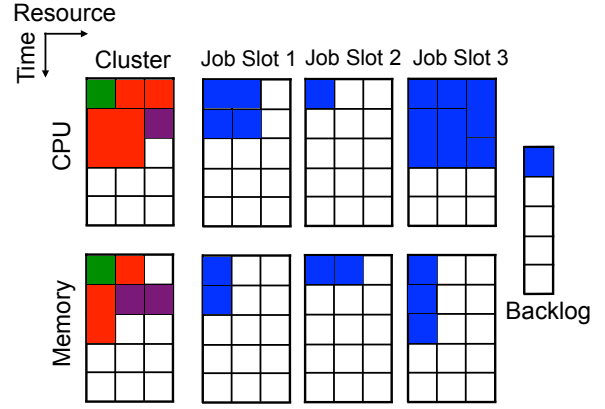 Resource
Time
Cluster
Job Slot 1
Job Slot 2
Job Slot 3
CPU
Memory
Backlog